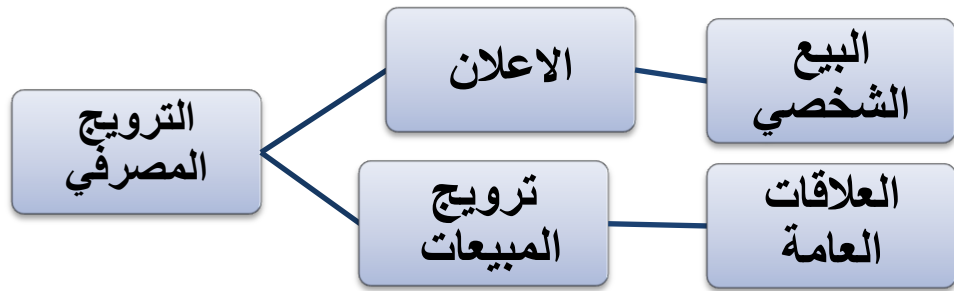 الترويج
المصرفي
الاعلان
البيع
الشخصي
ترويج
المبيعات
العلاقات
العامة